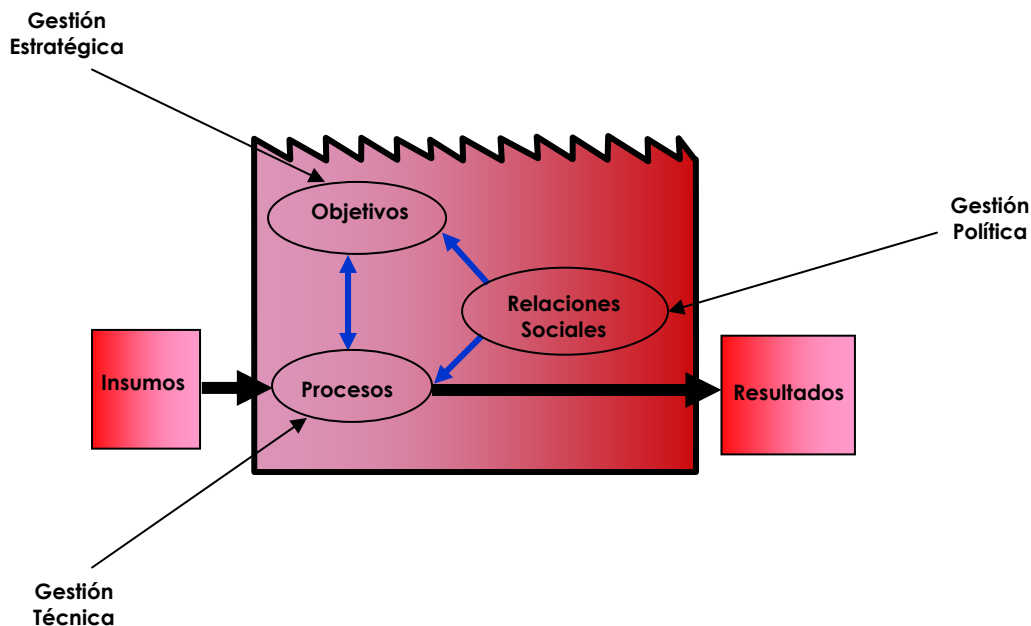 Gestión
Estratégica
Objetivos
Gestión
Política
Relaciones
Sociales
Insumos
Procesos
Resultados
Gestión
Técnica